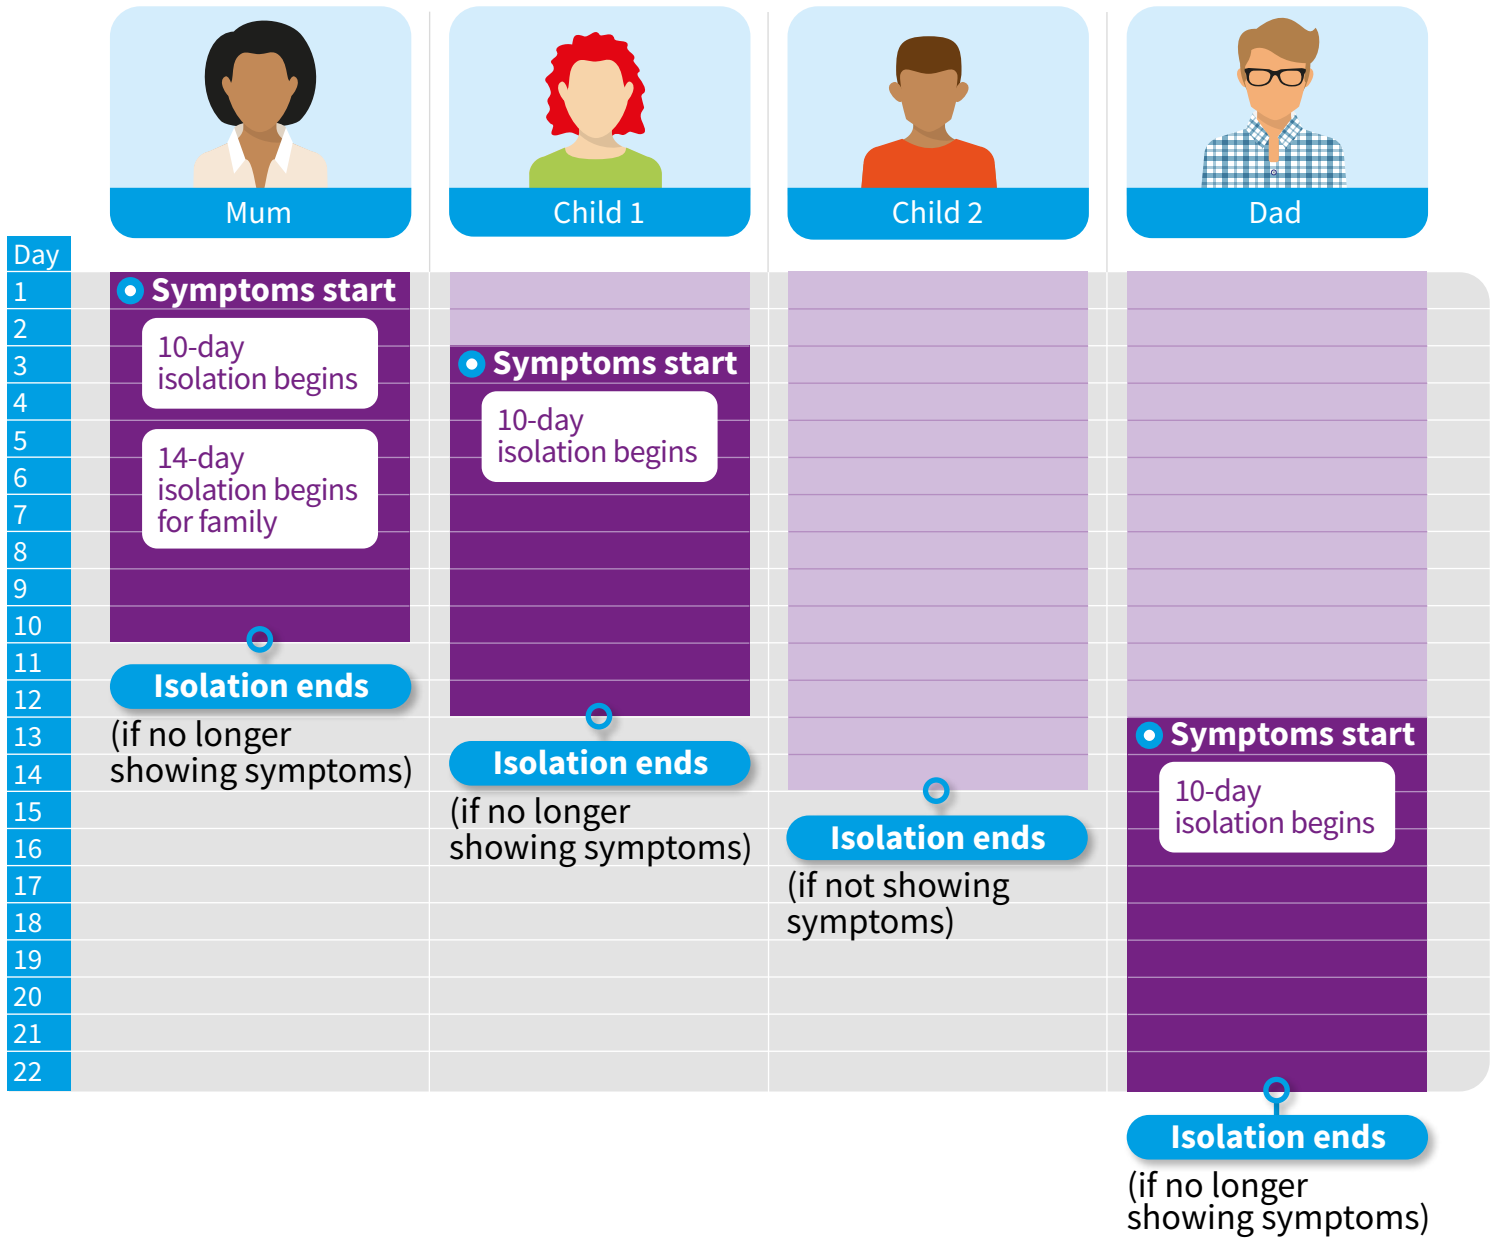 Mum
Child 1
Child 2
Dad
Day
1
2
3
4
5
6
7
8
9
10
11
12
13
14
15
16
17
18
19
20
21
22
Symptoms start
10-day
isolation begins
14-day
isolation begins
for family
Isolation ends
(if no longer
showing symptoms)
Symptoms start
10-day
isolation begins
Isolation ends
(if no longer
showing symptoms)
Isolation ends
(if not showing
symptoms)
Symptoms start
10-day
isolation begins
Isolation ends
(if no longer
showing symptoms)